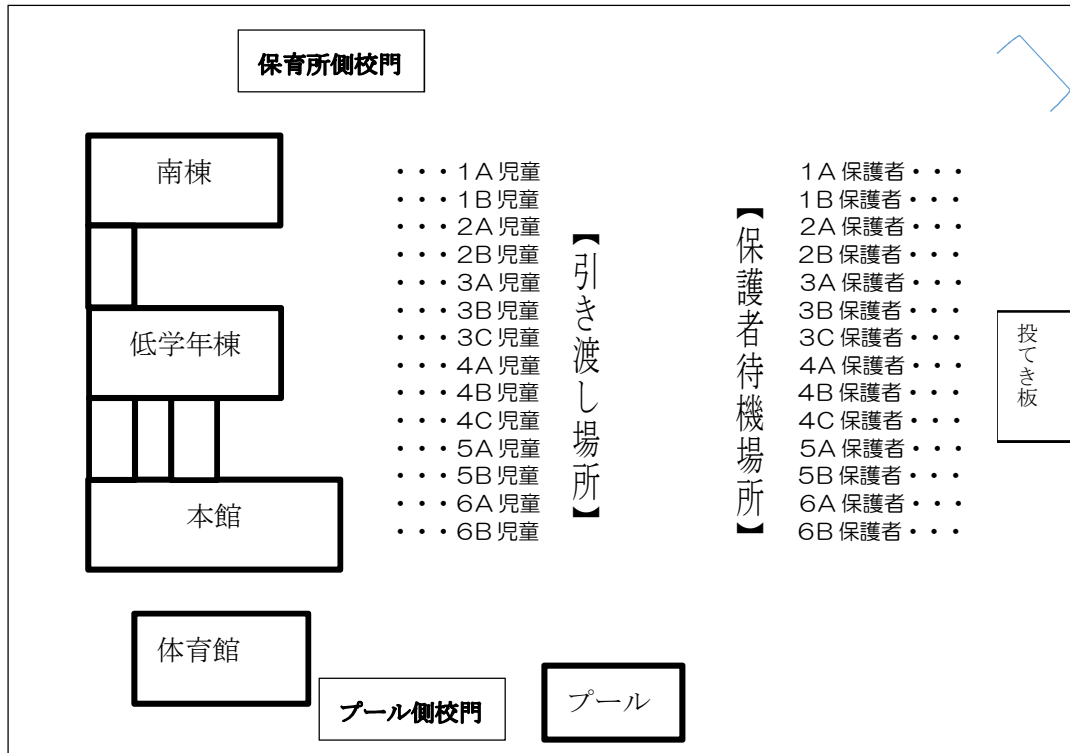 保育所側校門
南棟
低学年棟
本館
体育館
プール側校門
プール
・・・1A 児童
・・・1B 児童
・・・2A 児童
・・・2B 児童
・・・3A 児童
・・・3B 児童
・・・3C 児童
・・・4A 児童
・・・4B 児童
・・・4C 児童
・・・5A 児童
・・・5B 児童
・・・6A 児童
・・・6B 児童
【引き渡し場所】
【保護者待機場所】
1A 保護者・・・
1B 保護者・・・
2A 保護者・・・
2B 保護者・・・
3A 保護者・・・
3B 保護者・・・
3C 保護者・・・
4A 保護者・・・
4B 保護者・・・
4C 保護者・・・
5A 保護者・・・
5B 保護者・・・
6A 保護者・・・
6B 保護者・・・
投てき板